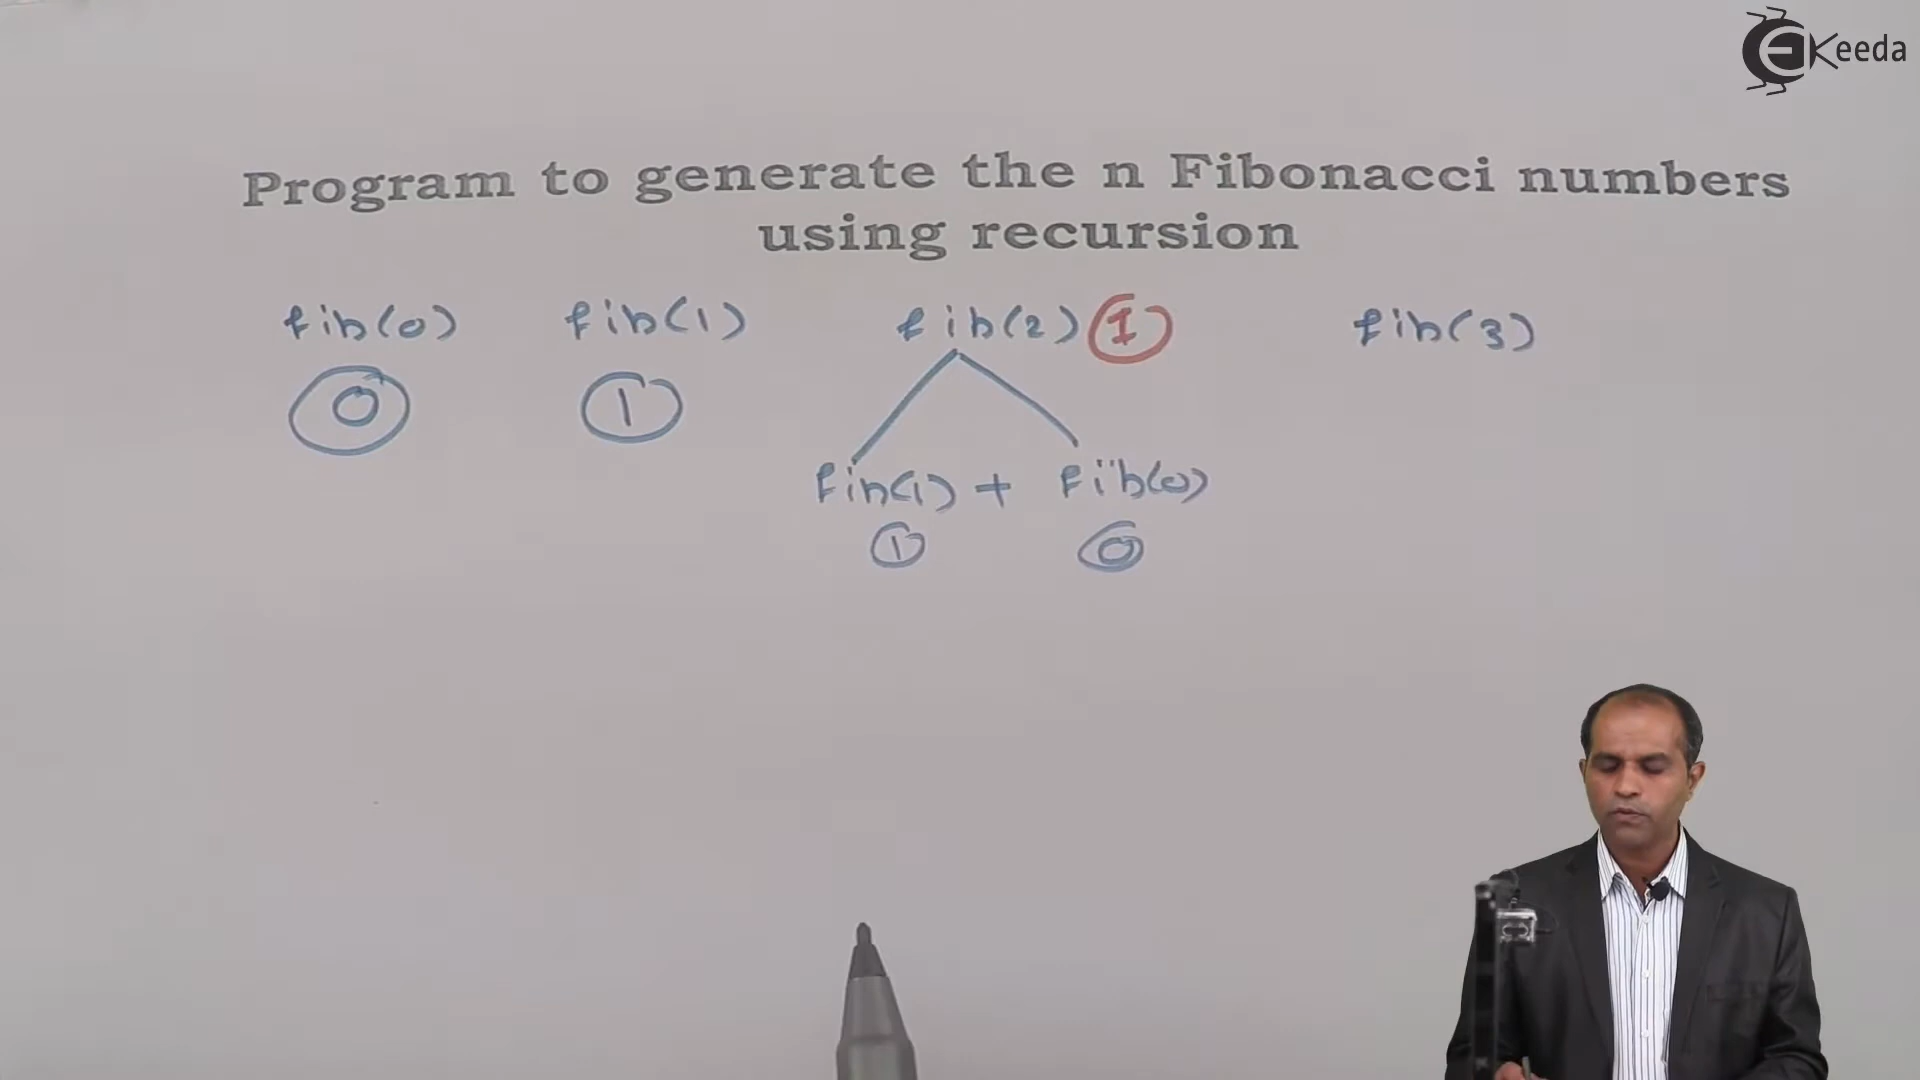 EKeeda
Program to generate the n Fibonacci numbers
using recursion
fib(0) fib(1) fib(2) 1 fib(3)
0 1
fib(1) + fib(0)
1 0